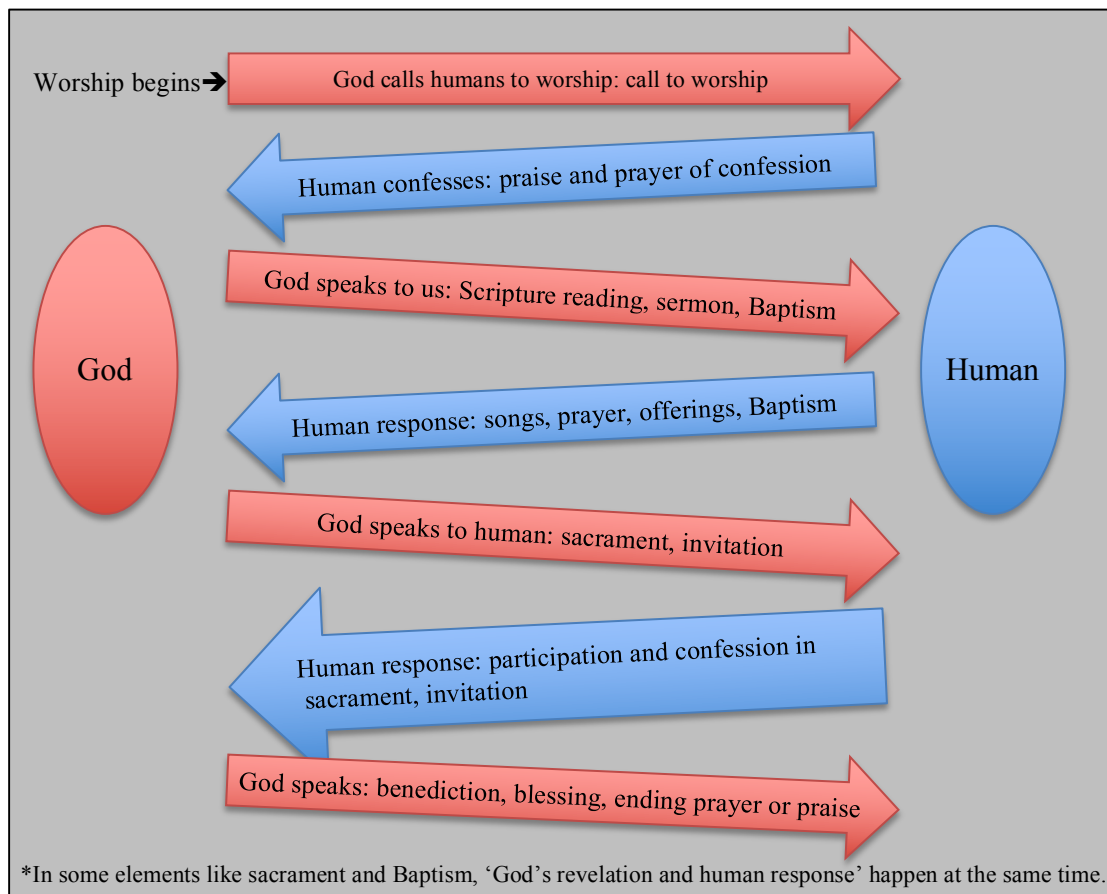 Worship begins➔
God calls humans to worship: call to worship
Human confesses: praise and prayer of confession
God speaks to us: Scripture reading, sermon, Baptism
God
Human
Human response: songs, prayer, offerings, Baptism
God speaks to human: sacrament, invitation
Human response: participation and confession in
sacrament, invitation
God speaks: benediction, blessing, ending prayer or praise
*In some elements like sacrament and Baptism, ‘God’s revelation and human response’ happen at the same time.